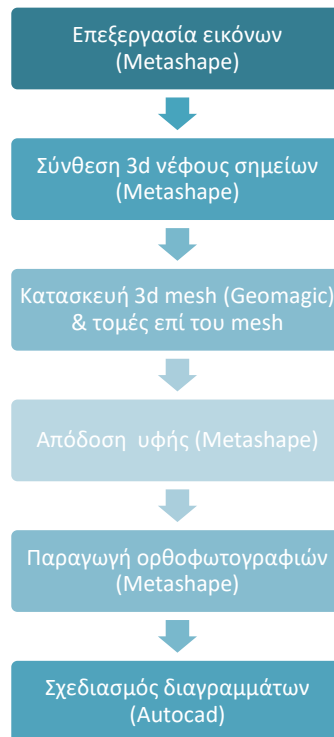 Επεξεργασία εικόνων
(Metashape)
Σύνθεση 3d νέφους σημείων
(Metashape)
Κατασκευή 3d mesh (Geomagic)
& τομές επί του mesh
Απόδοση υφής (Metashape)
Παραγωγή ορθοφωτογραφιών
(Metashape)
Σχεδιασμός διαγραμμάτων
(Autocad)